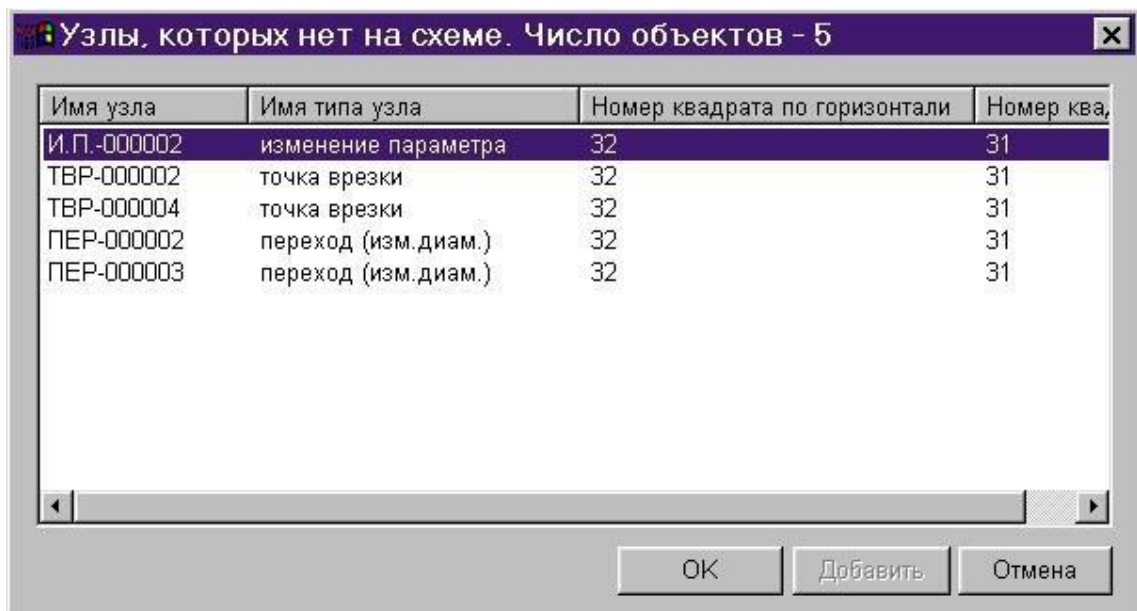 Узлы, которых нет на схеме. Число объектов - 5
Имя узла Имя типа узла Номер квадрата по горизонтали Номер ква
И.П.-000002 изменение параметра 32 31
ТВР-000002 точка врезки 32 31
ТВР-000004 точка врезки 32 31
ПЕР-000002 переход (изм.диам.) 32 31
ПЕР-000003 переход (изм.диам.) 32 31
OK Добавить Отмена